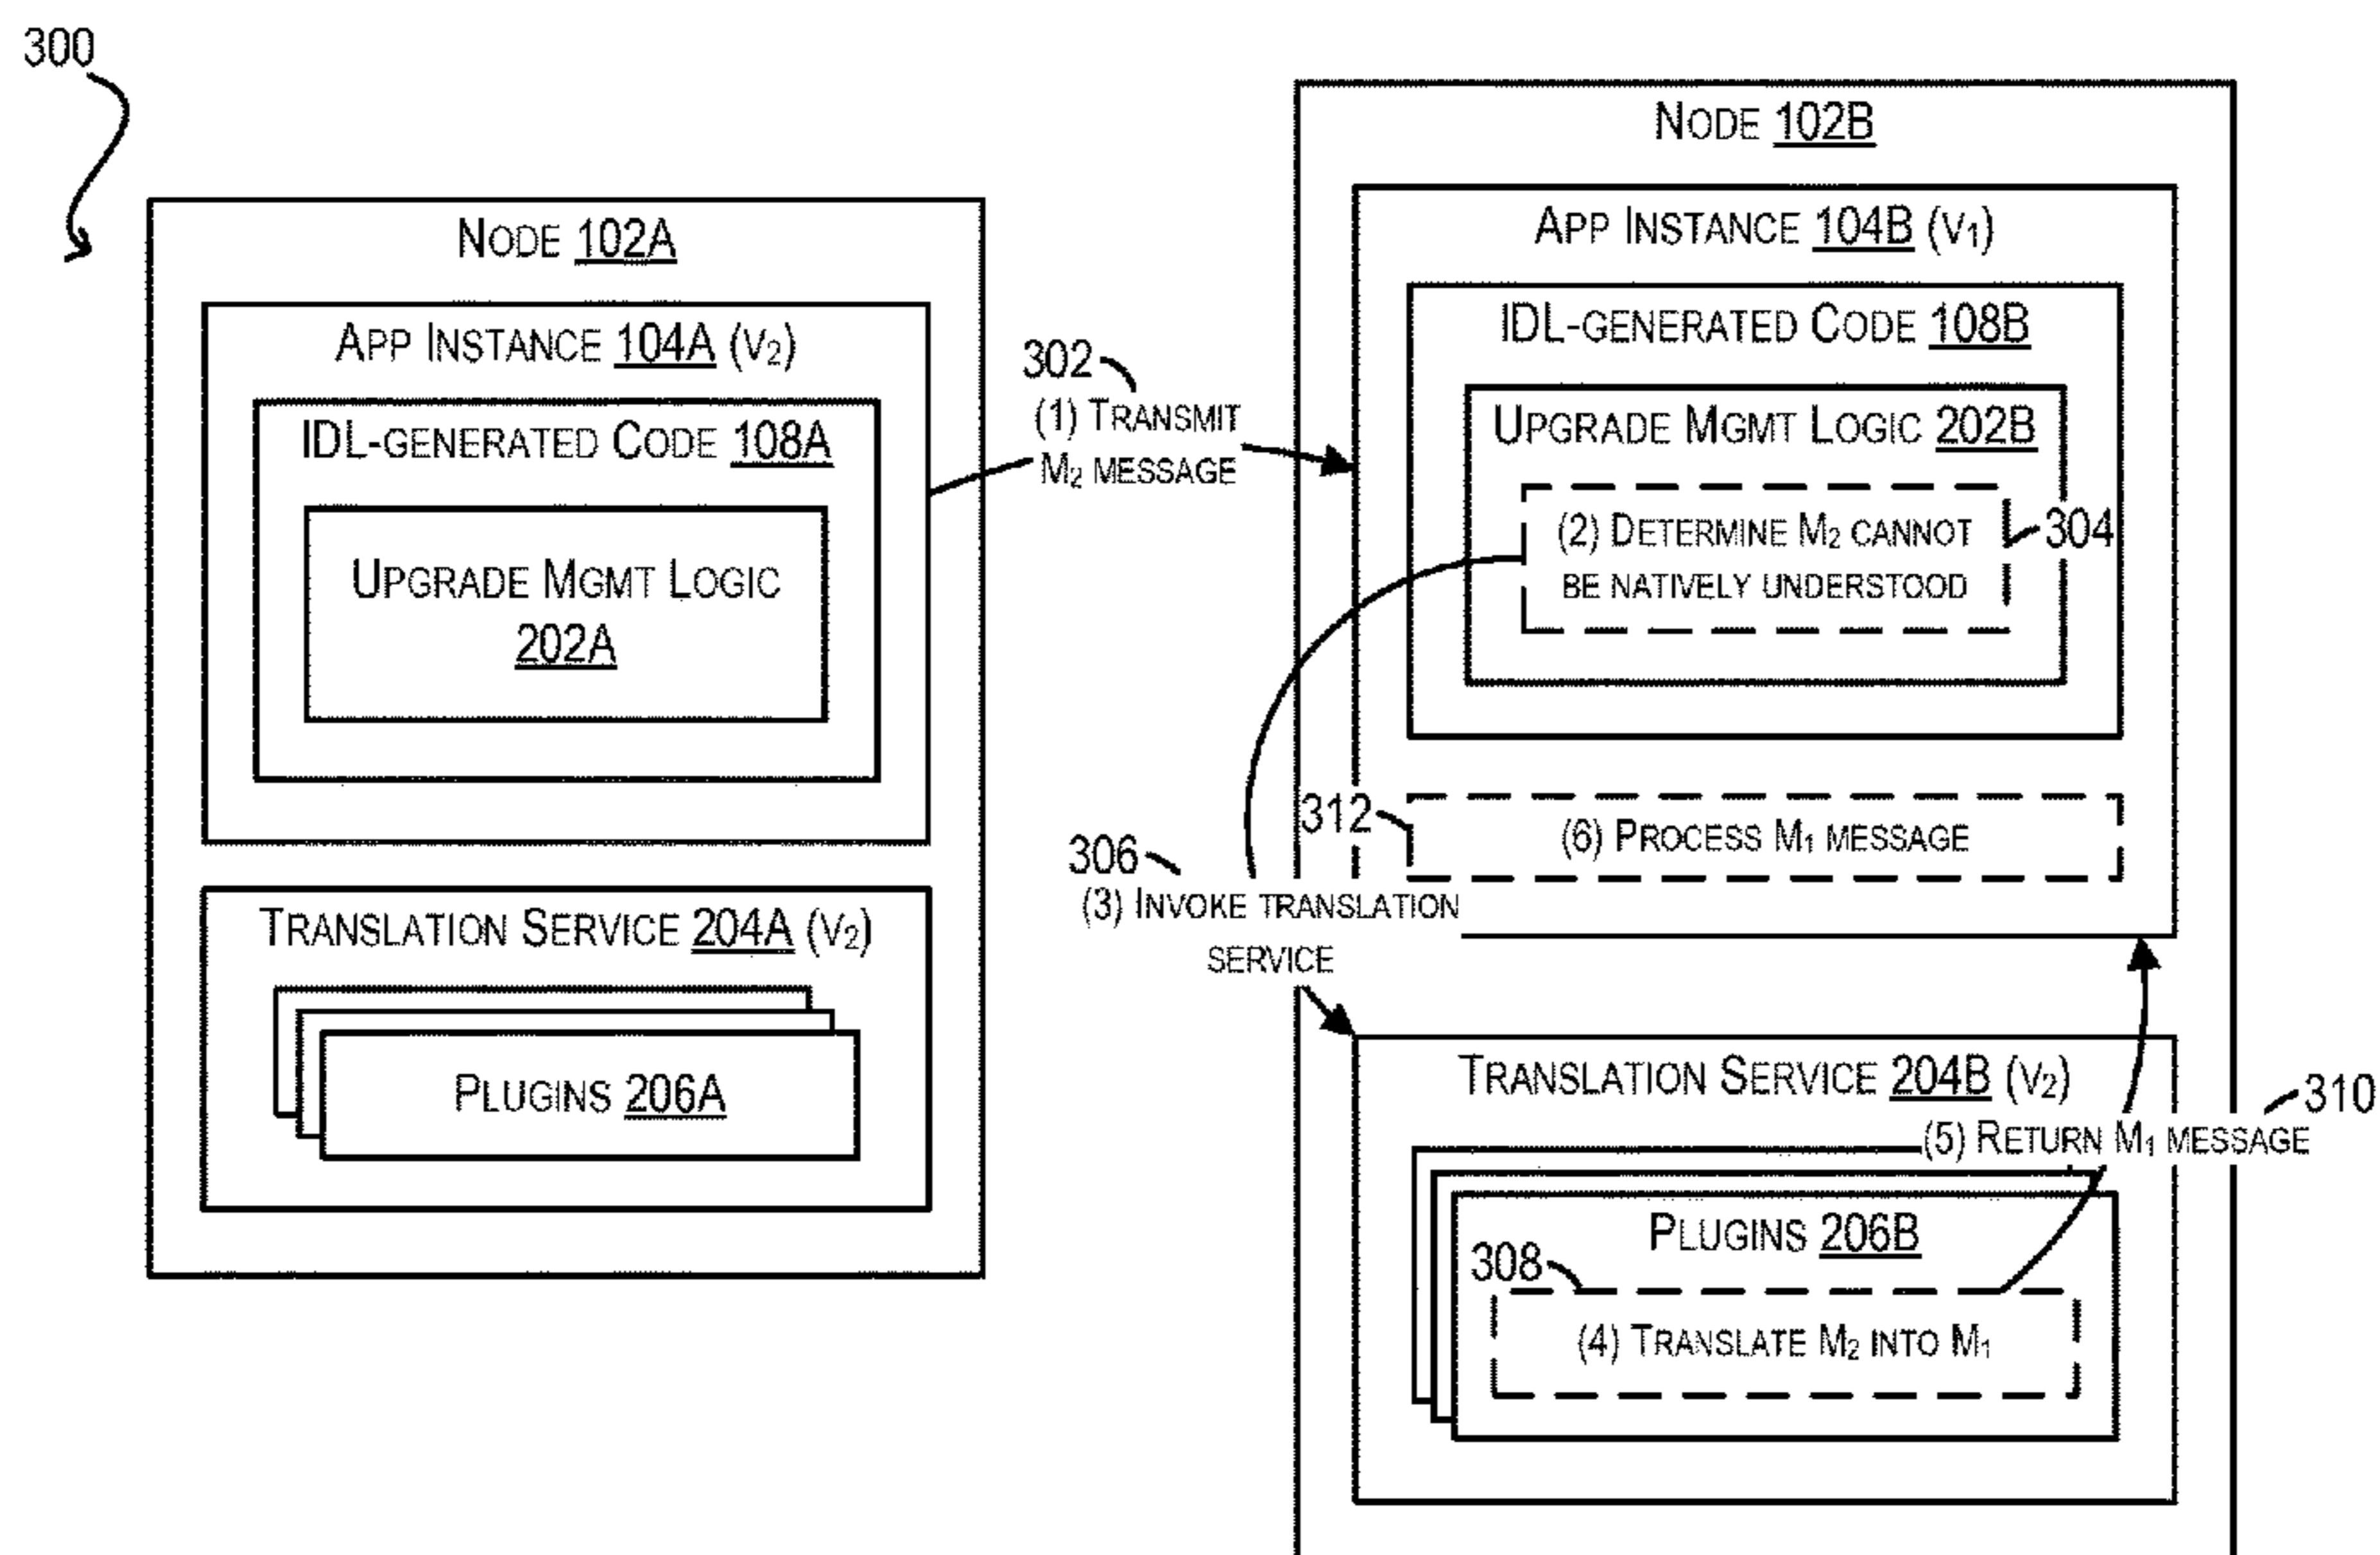 300
NODE 102A
APP INSTANCE 104A (V2)
IDL-GENERATED CODE 108A
UPGRADE MGMT LOGIC
202A
TRANSLATION SERVICE 204A (V2)
PLUGINS 206A
302
(1) TRANSMIT
M2 MESSAGE
NODE 102B
APP INSTANCE 104B (V1)
IDL-GENERATED CODE 108B
UPGRADE MGMT LOGIC 202B
(2) DETERMINE M2 CANNOT
BE NATIVELY UNDERSTOOD
304
312
(6) PROCESS M1 MESSAGE
306
(3) INVOKE TRANSLATION
SERVICE
TRANSLATION SERVICE 204B (V2)
310
(5) RETURN M1 MESSAGE
PLUGINS 206B
308
(4) TRANSLATE M2 INTO M1